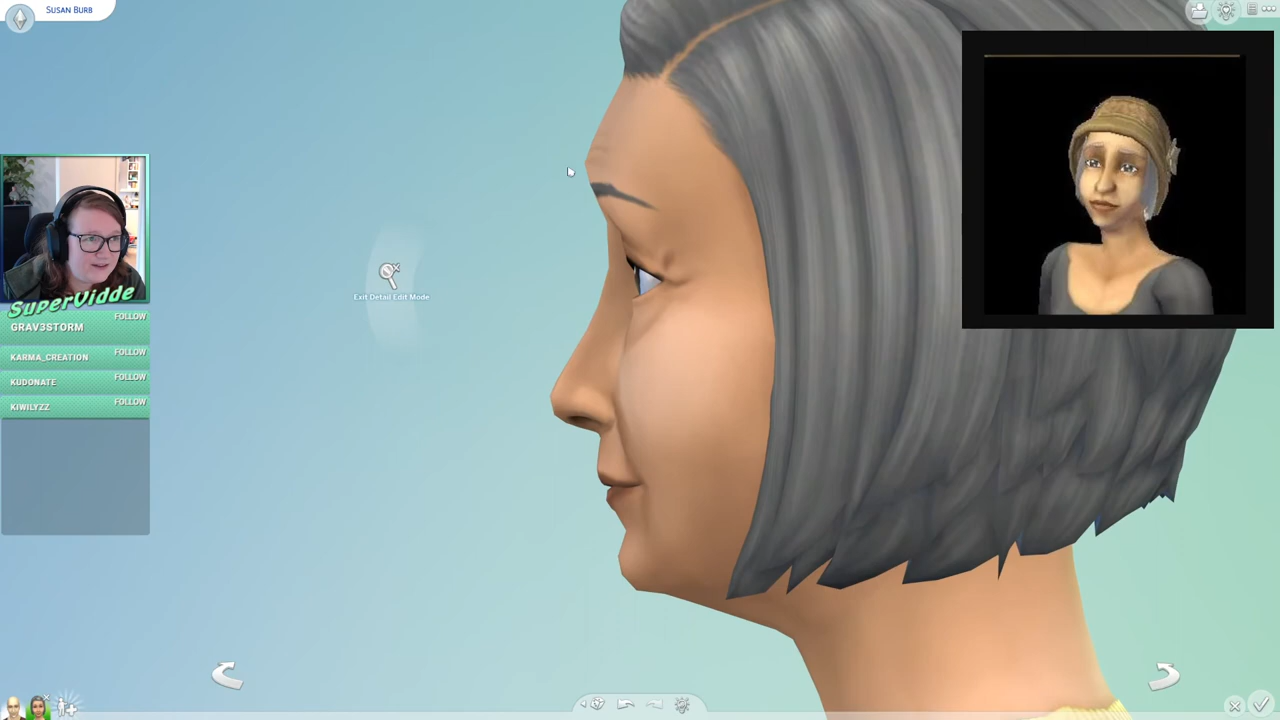 Susan Burb
Exit Detail Edit Mode
SuperVidde
FOLLOW
GRAV3STORM
FOLLOW
KARMA_CREATION
FOLLOW
KUDONATE
FOLLOW
KIWILYZZ